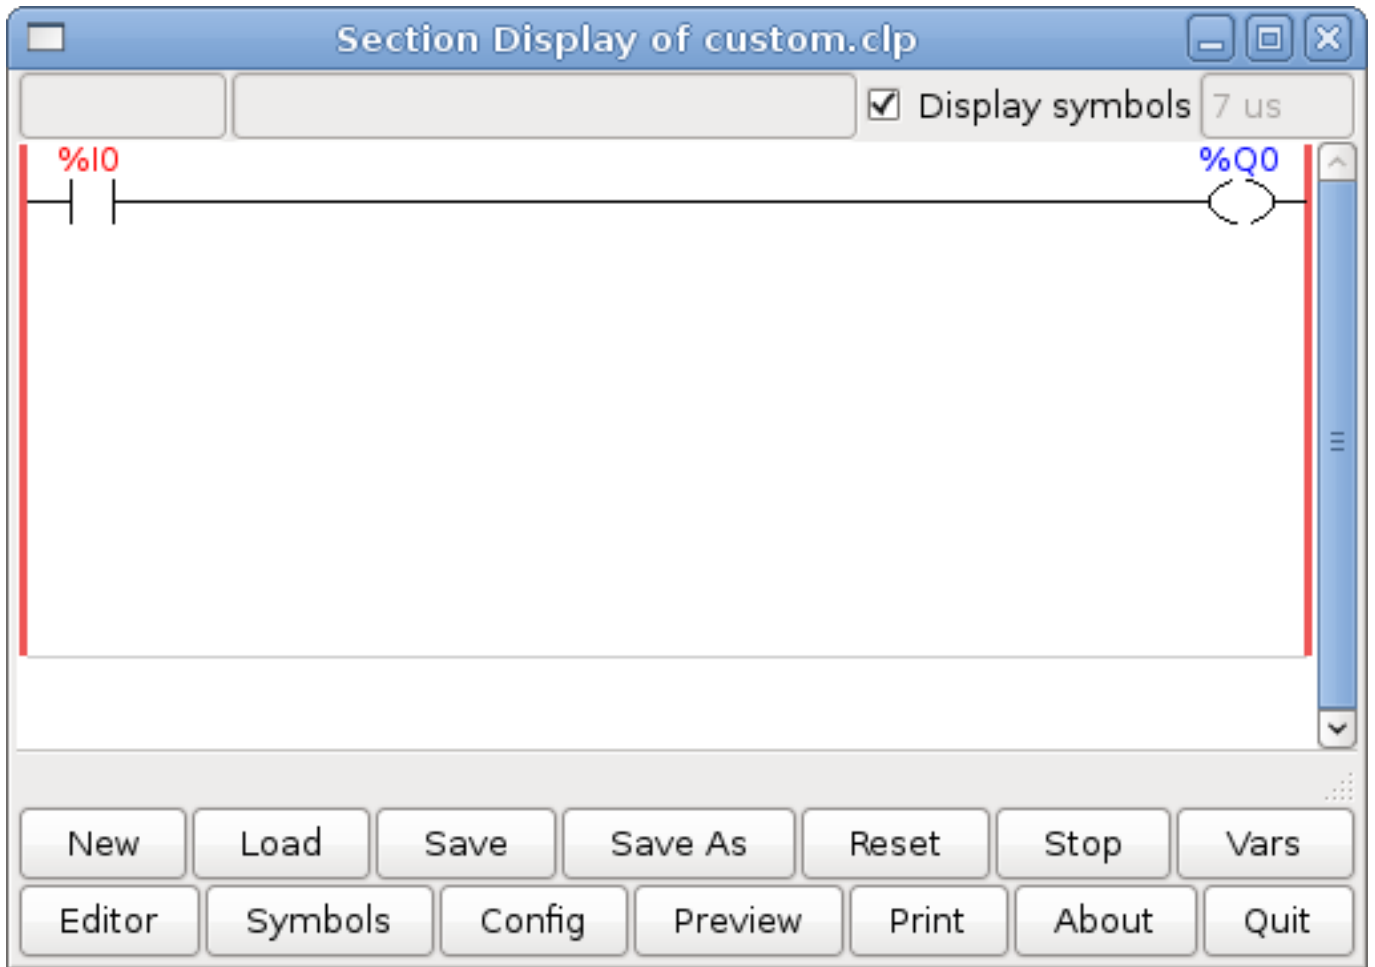 Section Display of custom.clp
Display symbols 7 us
%I0 %Q0
New Load Save Save As Reset Stop Vars
Editor Symbols Config Preview Print About Quit